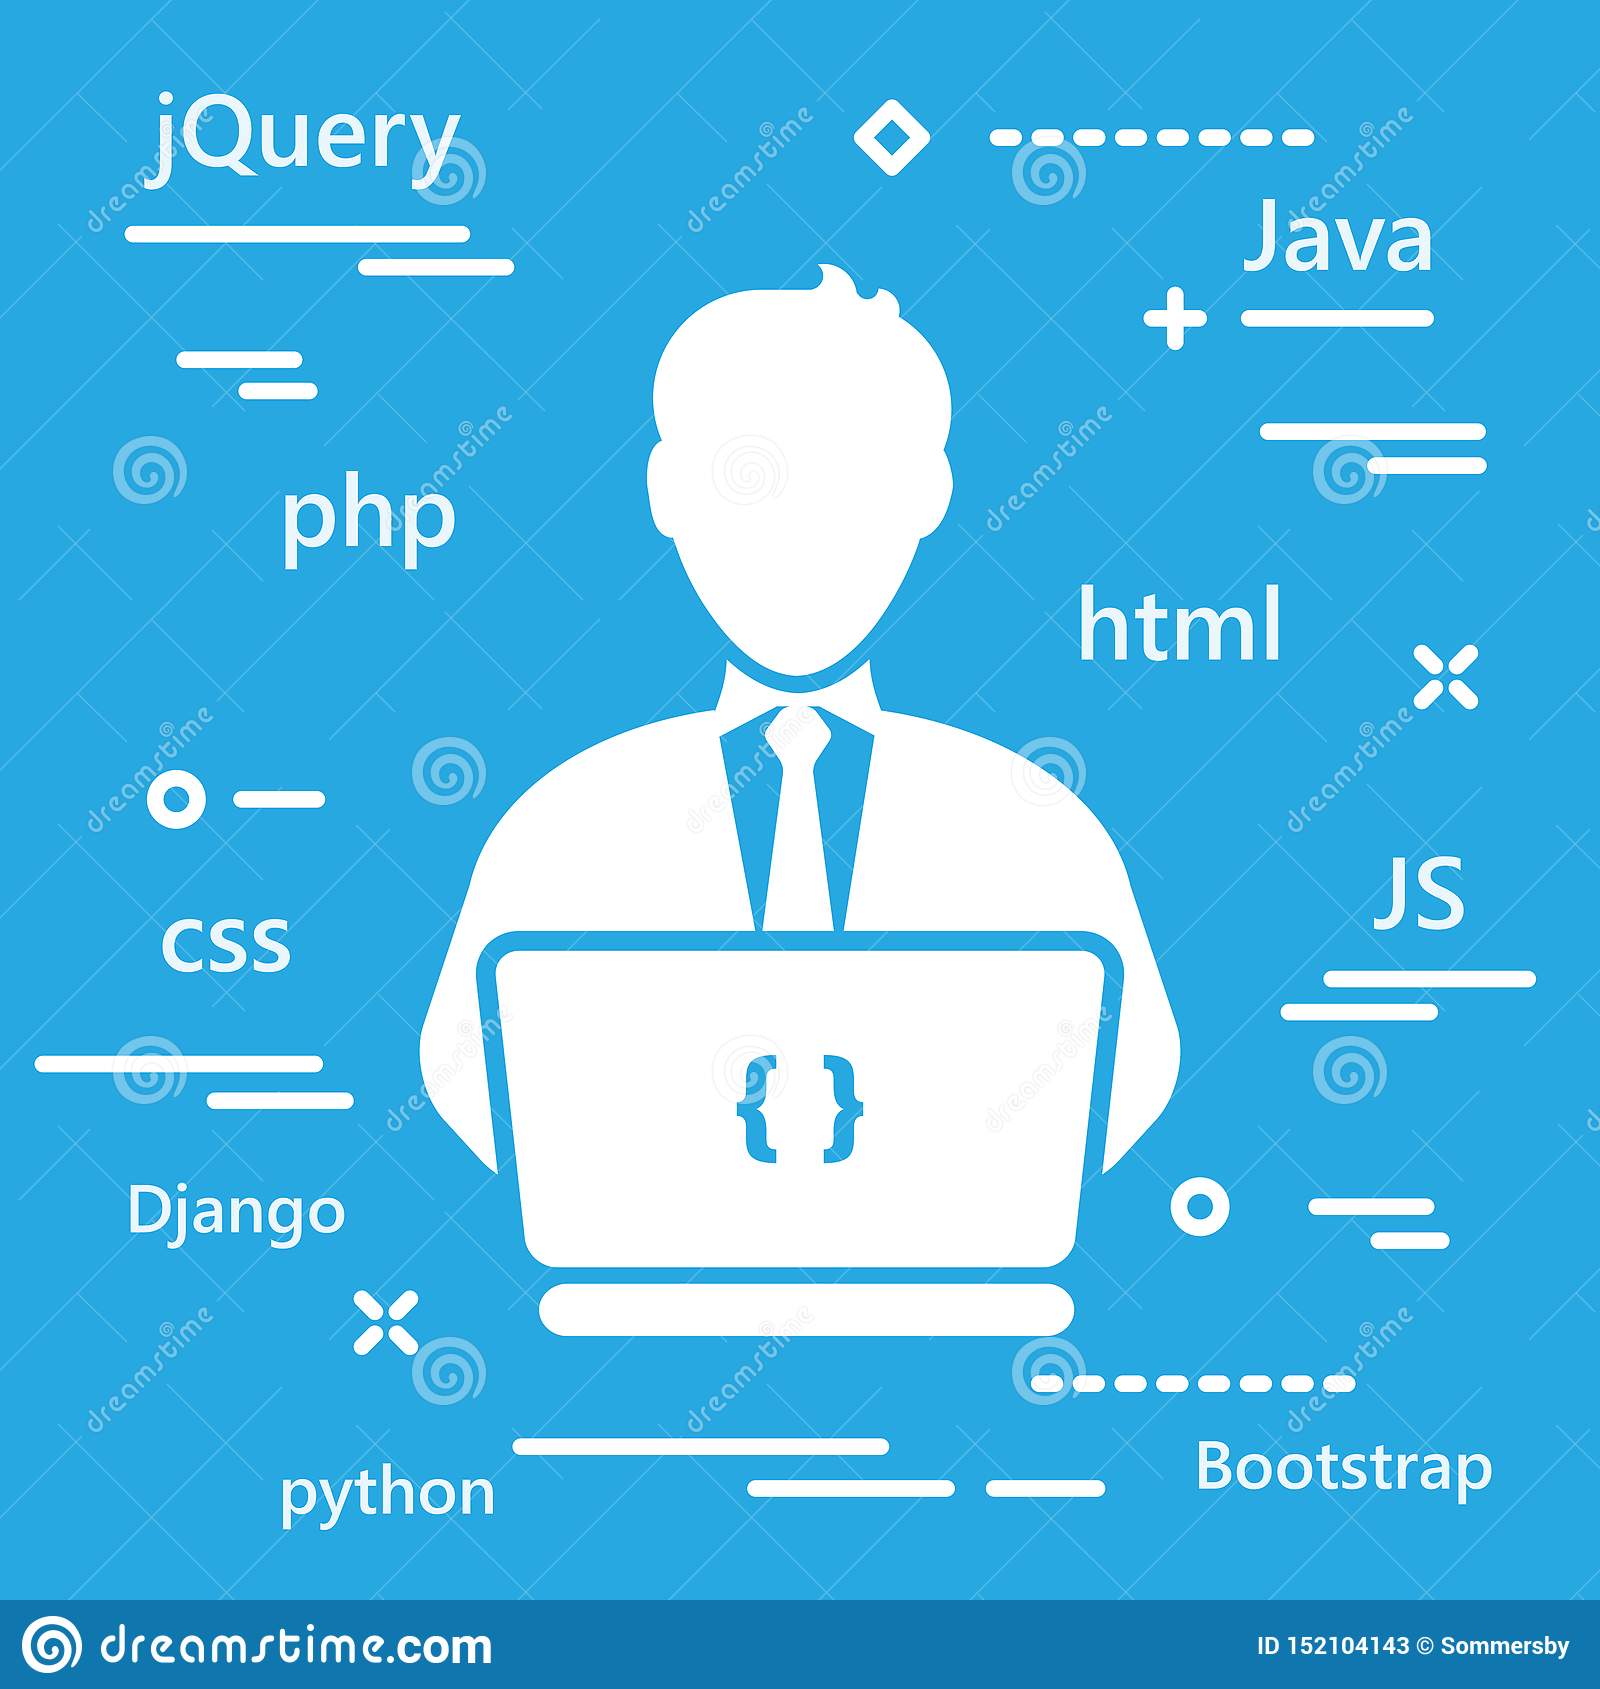 jQuery
Java
php
html
JS
css
Django
Bootstrap
python
{ }
dreamstime.com
ID 152104143 © Sommersby